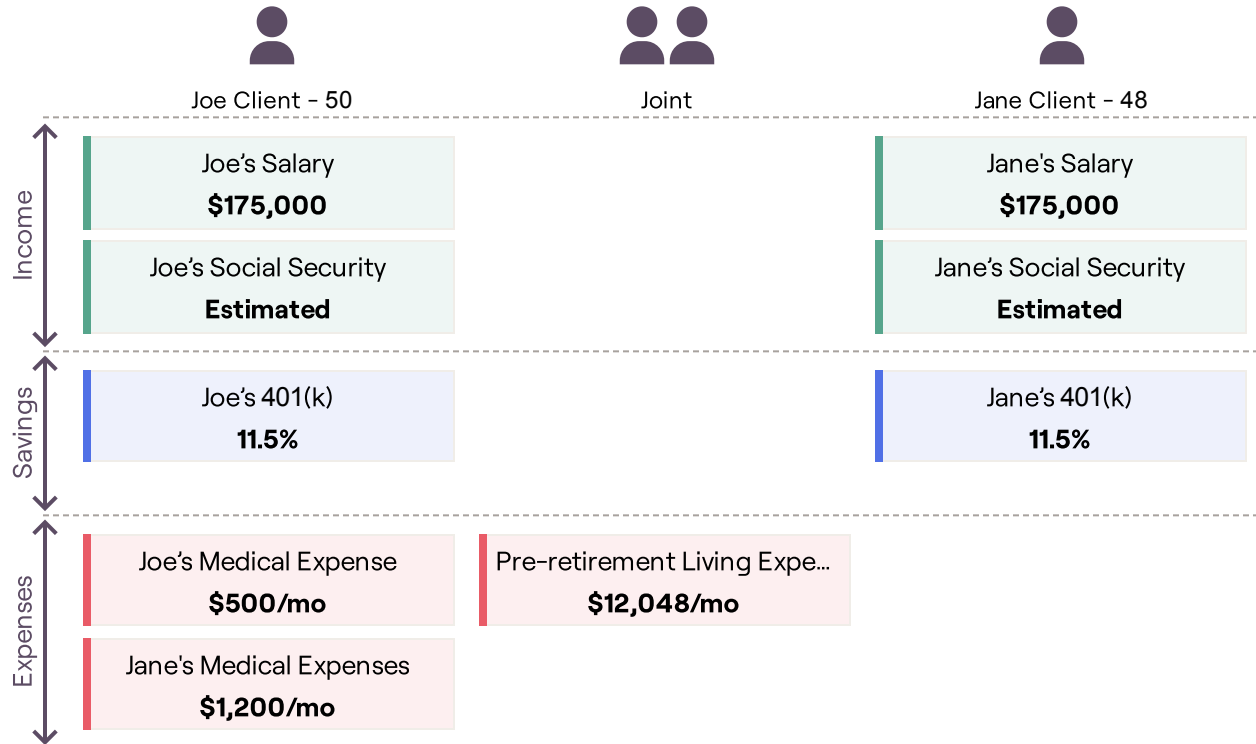 Joe Client - 50
Joint
Jane Client - 48
Income
Joe’s Salary
$175,000
Jane's Salary
$175,000
Joe’s Social Security
Estimated
Jane’s Social Security
Estimated
Savings
Joe’s 401(k)
11.5%
Jane’s 401(k)
11.5%
Expenses
Joe’s Medical Expense
$500/mo
Pre-retirement Living Expe...
$12,048/mo
Jane's Medical Expenses
$1,200/mo